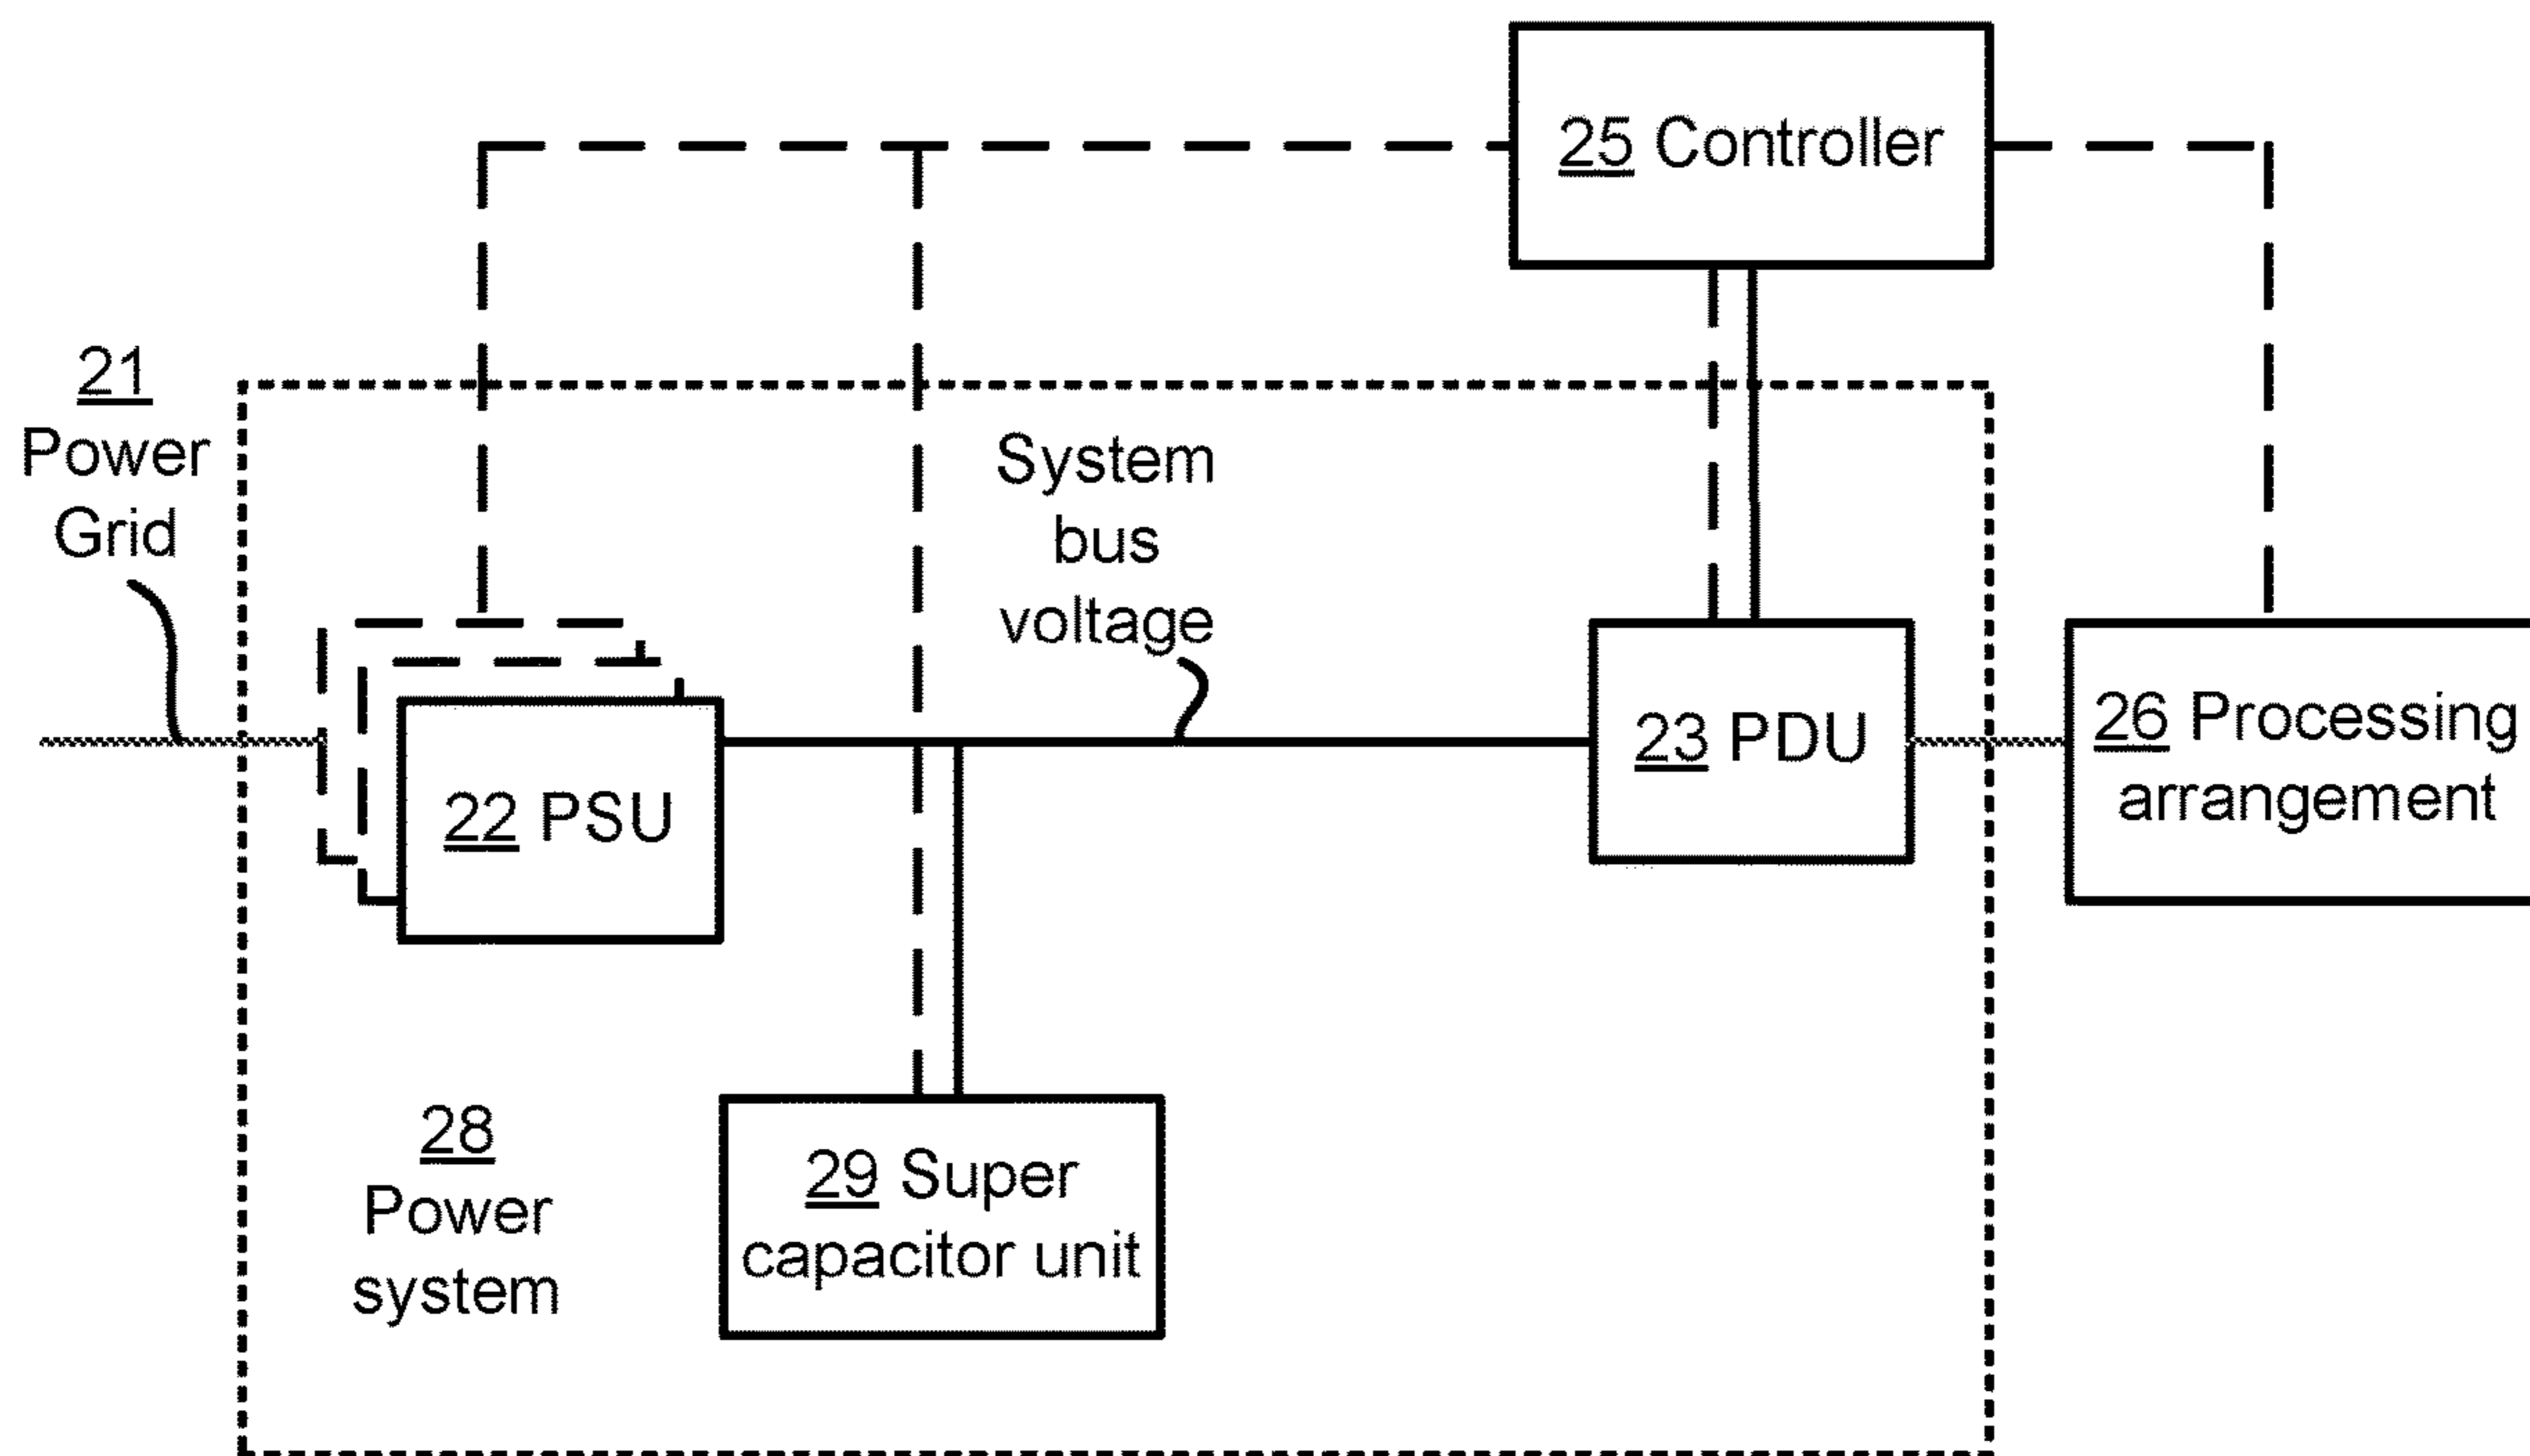 25 Controller
21
Power
Grid
System
bus
voltage
22 PSU
23 PDU
26 Processing
arrangement
28
Power
system
29 Super
capacitor unit